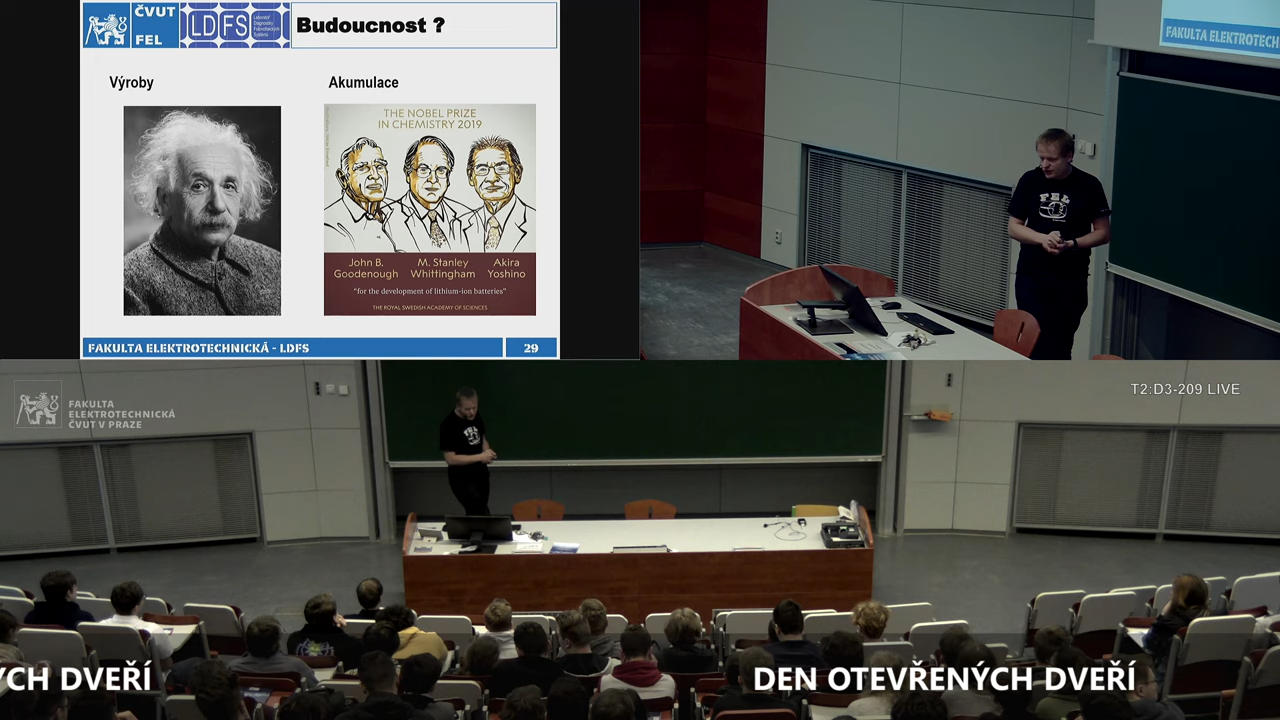 ČVUT
FEL
LDFS
Laboratoř
Diagnostiky
Fotovoltaických
Systémů
Budoucnost ?
Výroby
Akumulace
THE NOBEL PRIZE
IN CHEMISTRY 2019
John B.
Goodenough
M. Stanley
Whittingham
Akira
Yoshino
"for the development of lithium-ion batteries"
THE ROYAL SWEDISH ACADEMY OF SCIENCES
FAKULTA ELEKTROTECHNICKÁ - LDFS
29
FAKULTA ELEKTROTECH
FEL
FAKULTA
ELEKTROTECHNICKÁ
ČVUT V PRAZE
T2:D3-209 LIVE
YCH DVEŘÍ
DEN OTEVŘENÝCH DVEŘÍ